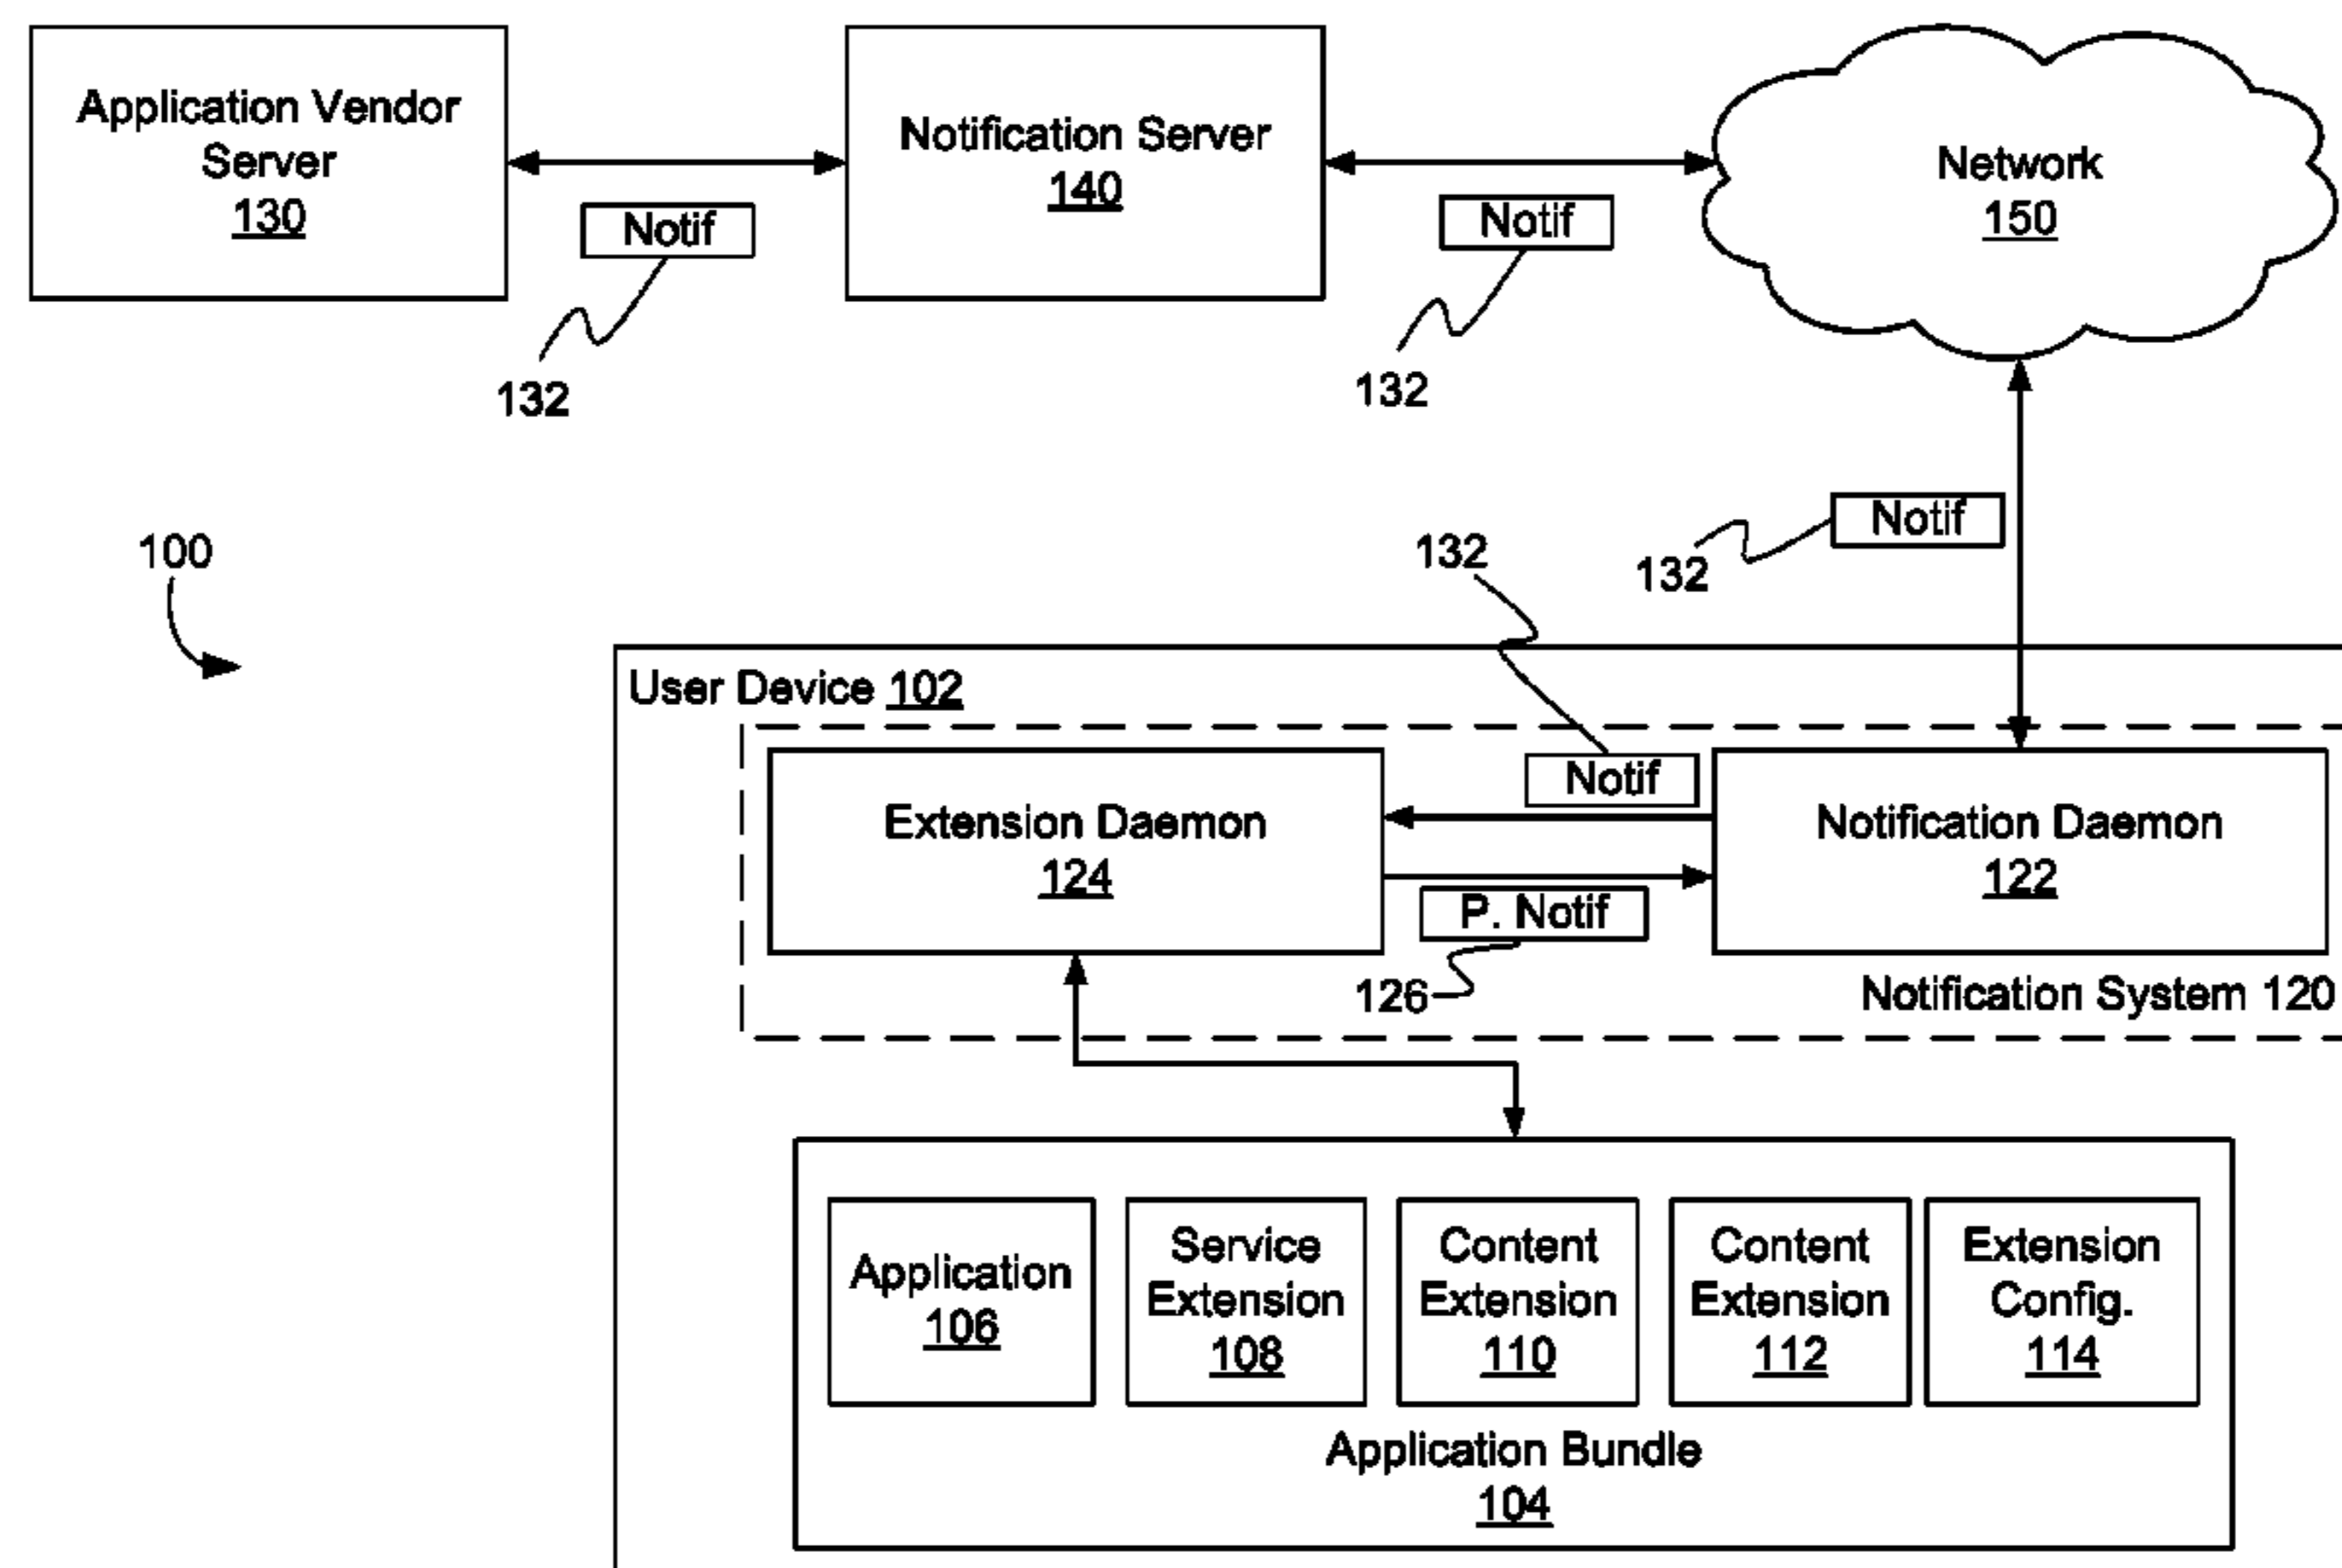 Application Vendor
Server
130
Notification Server
140
Network
150
Notif
132
Notif
132
Notif
132
100
132
User Device 102
Notif
Extension Daemon
124
Notification Daemon
122
P. Notif
126
Notification System 120
Application
106
Service
Extension
108
Content
Extension
110
Content
Extension
112
Extension
Config.
114
Application Bundle
104